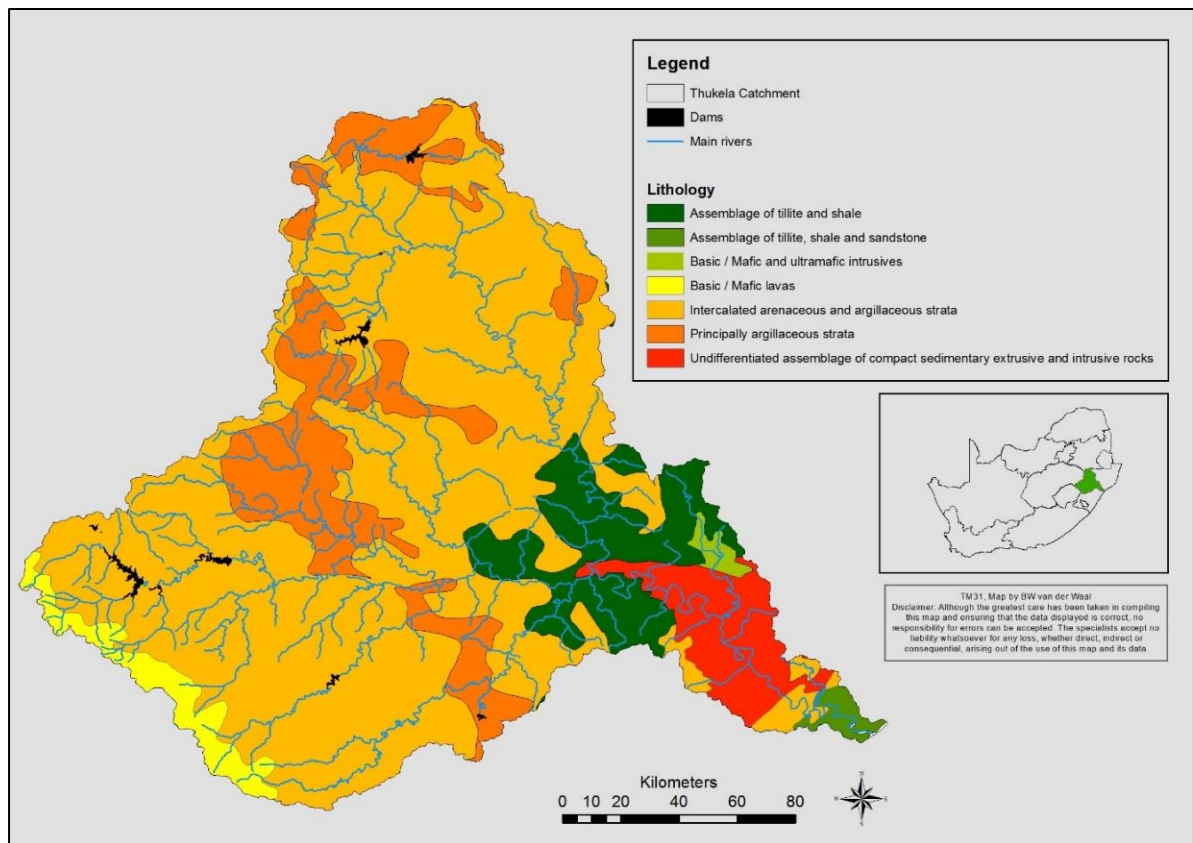 Legend
Thukela Catchment
Dams
Main rivers
Lithology
Assemblage of tillite and shale
Assemblage of tillite, shale and sandstone
Basic / Mafic and ultramafic intrusives
Basic / Mafic lavas
Intercalated arenaceous and argillaceous strata
Principally argillaceous strata
Undifferentiated assemblage of compact sedimentary extrusive and intrusive rocks
TM31, Map by BW van der Waal
Disclaimer: Although the greatest care has been taken in compiling
this map and ensuring that the data displayed is correct, no
responsibility for errors can be accepted. The specialists accept no
liability whatsoever for any loss, whether direct, indirect or
consequential, arising out of the use of this map and its data.
Kilometers
0 10 20 40 60 80